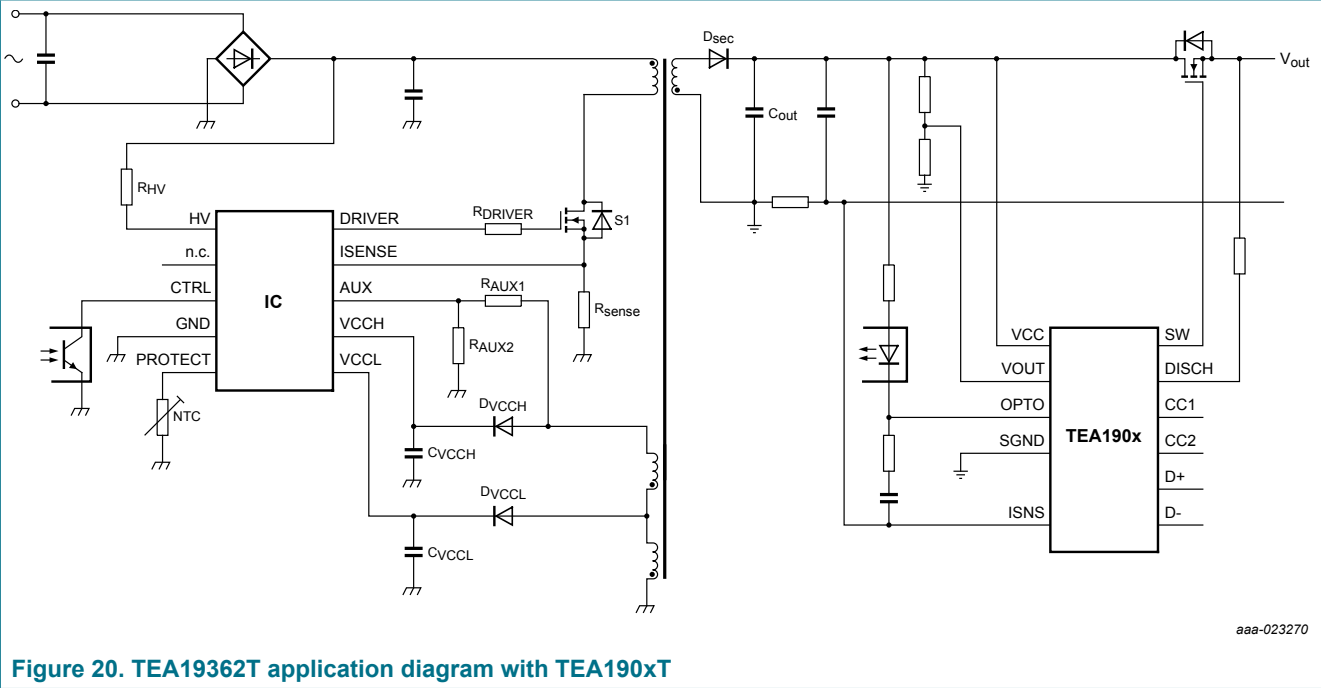 Dsec
Vout
Cout
RHV
HV
DRIVER
RDRIVER
S1
n.c.
ISENSE
CTRL
IC
AUX
RAUX1
Rsense
GND
VCCH
RAUX2
PROTECT
VCCL
NTC
DVCCH
CVCCH
DVCCL
CVCCL
VCC
SW
VOUT
DISCH
OPTO
CC1
TEA190x
SGND
CC2
D+
ISNS
D-
aaa-023270
Figure 20. TEA19362T application diagram with TEA190xT